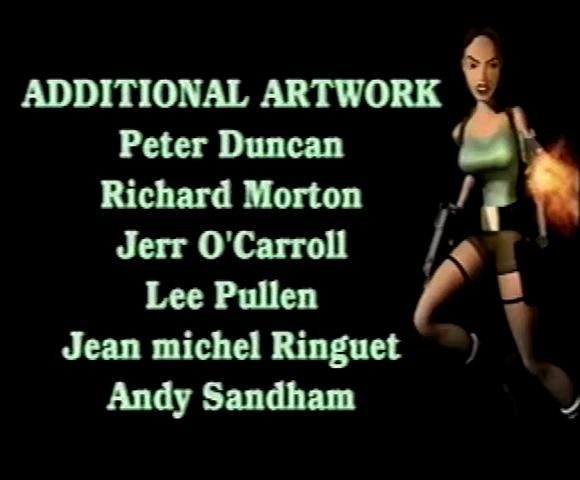 ADDITIONAL ARTWORK
Peter Duncan
Richard Morton
Jerr O'Carroll
Lee Pullen
Jean michel Ringuet
Andy Sandham